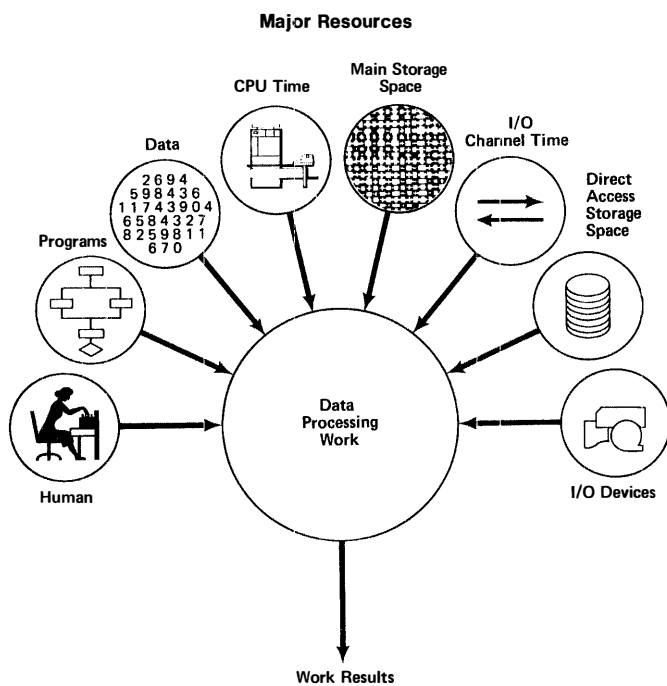 Major Resources
CPU Time
Main Storage
Space
I/O
Channel Time
Data
Direct
Access
Storage
Space
2 6 9 4
5 9 8 4 3 6
1 1 7 4 3 9 0 4
6 5 8 4 3 2 7
8 2 5 9 8 1 1
6 7 0
Programs
Data
Processing
Work
Human
I/O Devices
Work Results